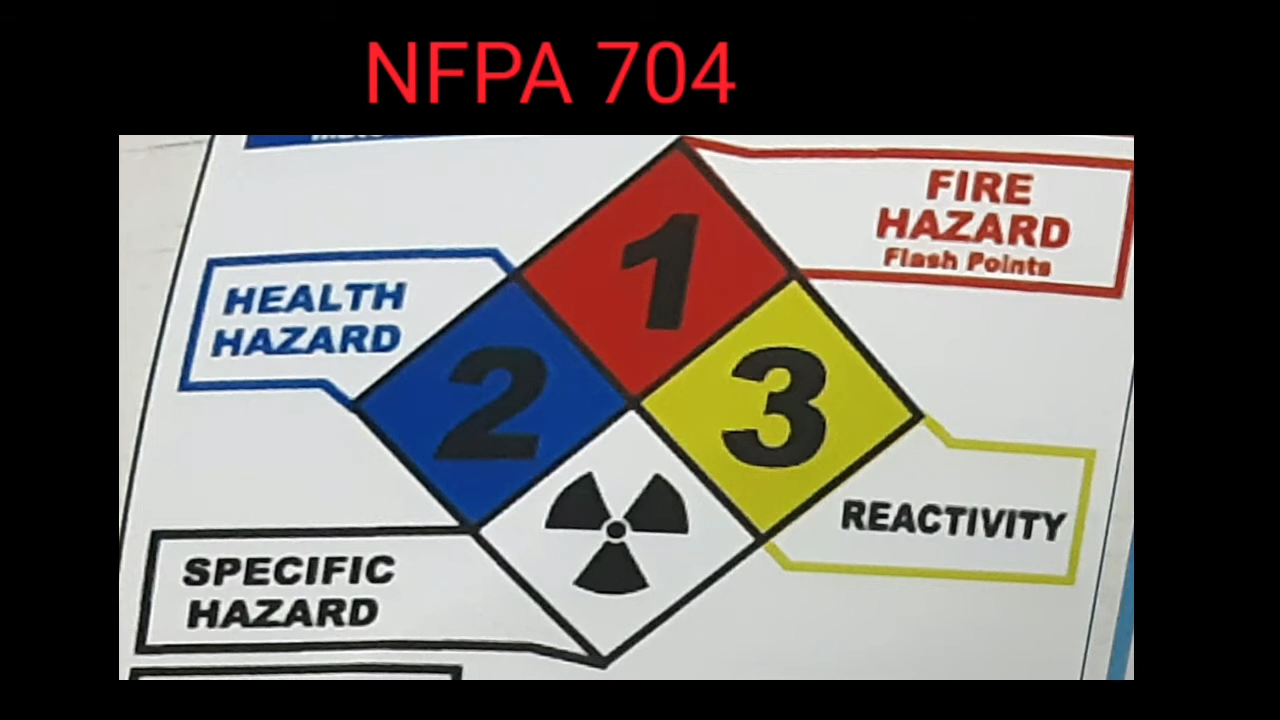 NFPA 704
FIRE
HAZARD
Flash Points
1
HEALTH
HAZARD
2
3
REACTIVITY
SPECIFIC
HAZARD